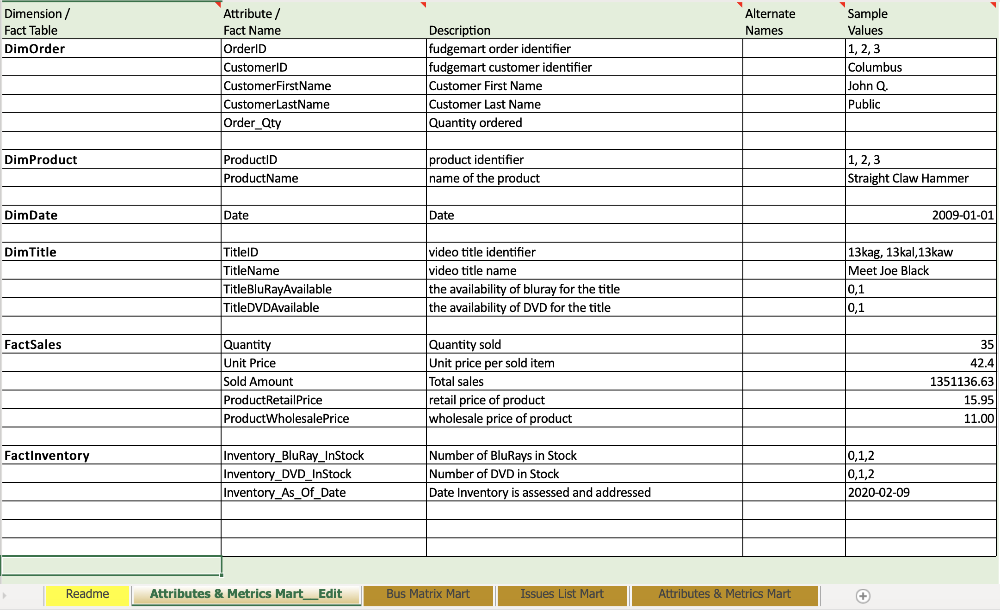 Dimension /
Fact Table
Attribute /
Fact Name
Description
Alternate
Names
Sample
Values
DimOrder OrderID fudgemart order identifier 1, 2, 3
CustomerID fudgemart customer identifier Columbus
CustomerFirstName Customer First Name John Q.
CustomerLastName Customer Last Name Public
Order_Qty Quantity ordered
DimProduct ProductID product identifier 1, 2, 3
ProductName name of the product Straight Claw Hammer
DimDate Date Date 2009-01-01
DimTitle TitleID video title identifier 13kag, 13kal,13kaw
TitleName video title name Meet Joe Black
TitleBluRayAvailable the availability of bluray for the title 0,1
TitleDVDAvailable the availability of DVD for the title 0,1
FactSales Quantity Quantity sold 35
Unit Price Unit price per sold item 42.4
Sold Amount Total sales 1351136.63
ProductRetailPrice retail price of product 15.95
ProductWholesalePrice wholesale price of product 11.00
FactInventory Inventory_BluRay_InStock Number of BluRays in Stock 0,1,2
Inventory_DVD_InStock Number of DVD in Stock 0,1,2
Inventory_As_Of_Date Date Inventory is assessed and addressed 2020-02-09
Readme Attributes & Metrics Mart__Edit Bus Matrix Mart Issues List Mart Attributes & Metrics Mart